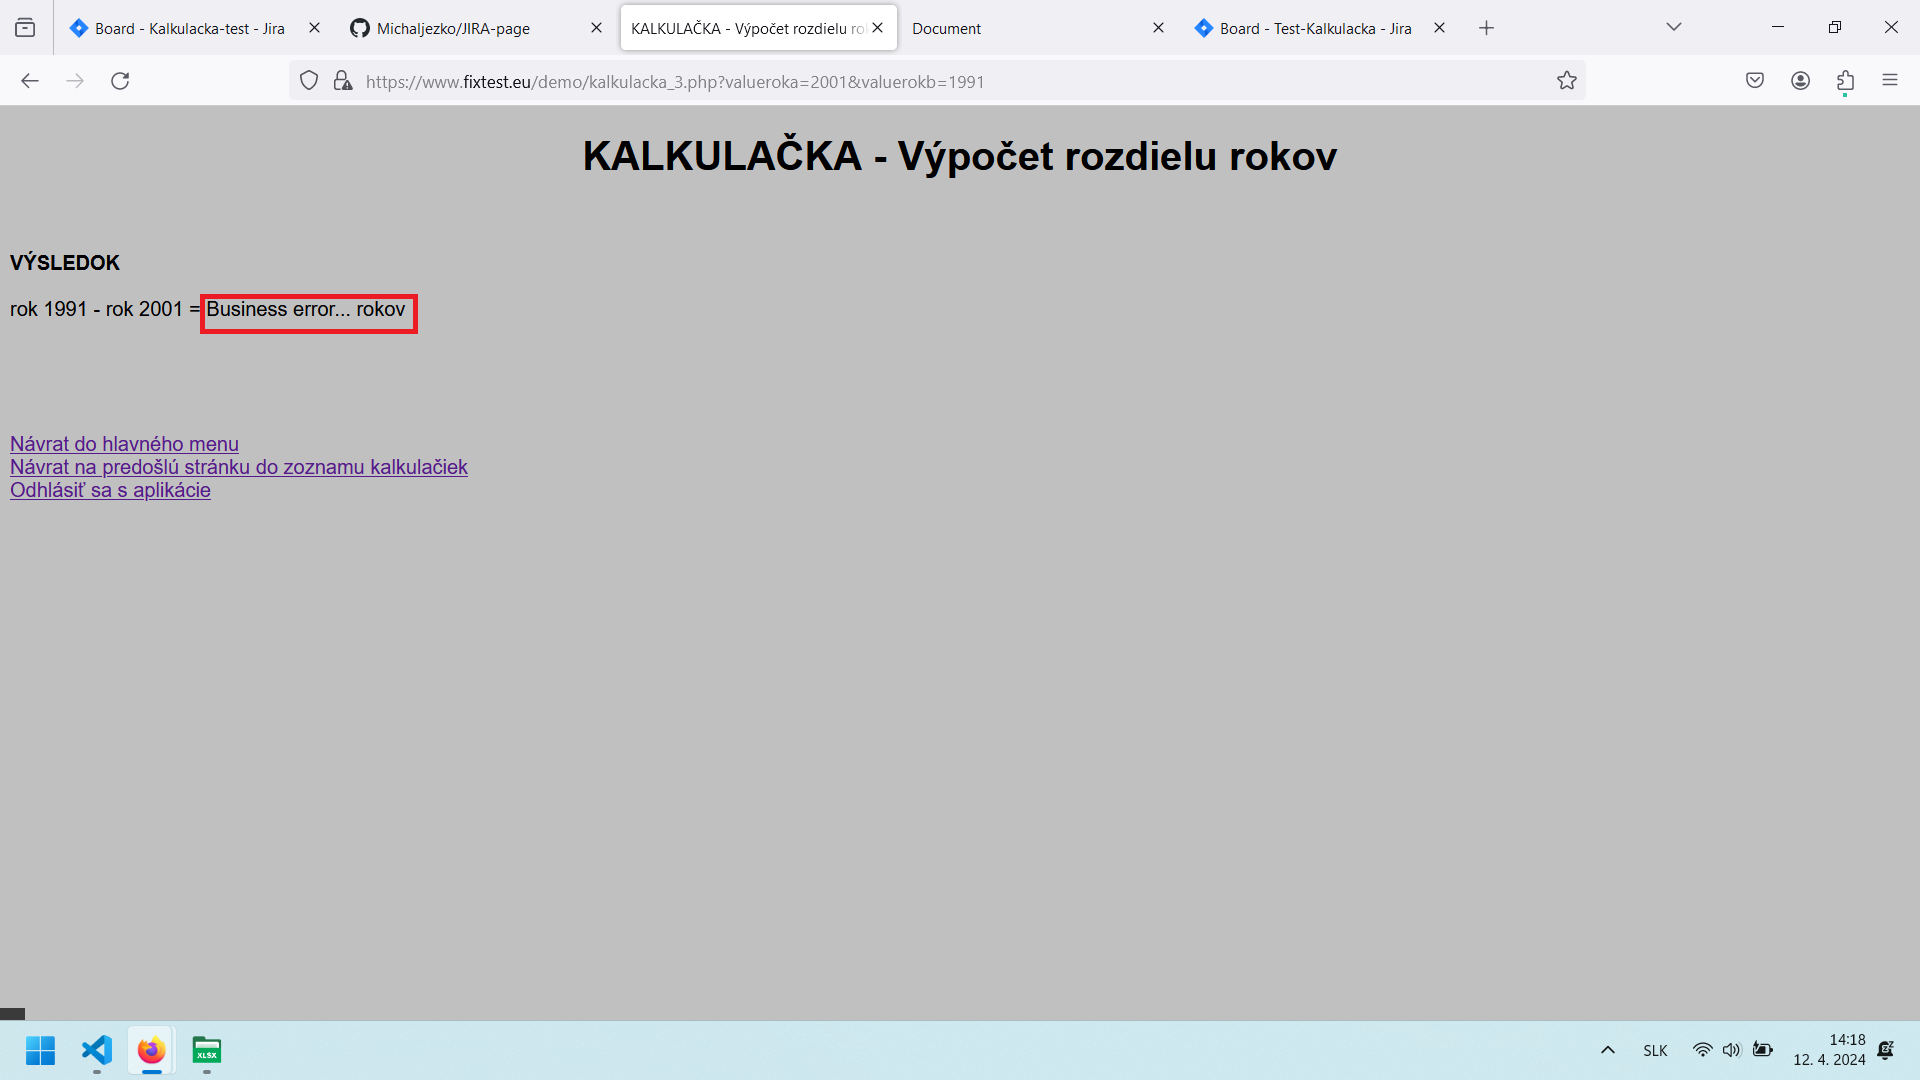 Board - Kalkulacka-test - Jira
Michaljezko/JIRA-page
KALKULAČKA - Výpočet rozdielu ro
Document
Board - Test-Kalkulacka - Jira
https://www.fixtest.eu/demo/kalkulacka_3.php?valueroka=2001&valuerokb=1991
KALKULAČKA - Výpočet rozdielu rokov
VÝSLEDOK
rok 1991 - rok 2001 = Business error... rokov
Návrat do hlavného menu
Návrat na predošlú stránku do zoznamu kalkulačiek
Odhlásiť sa s aplikácie
XLSX
SLK
14:18
12. 4. 2024